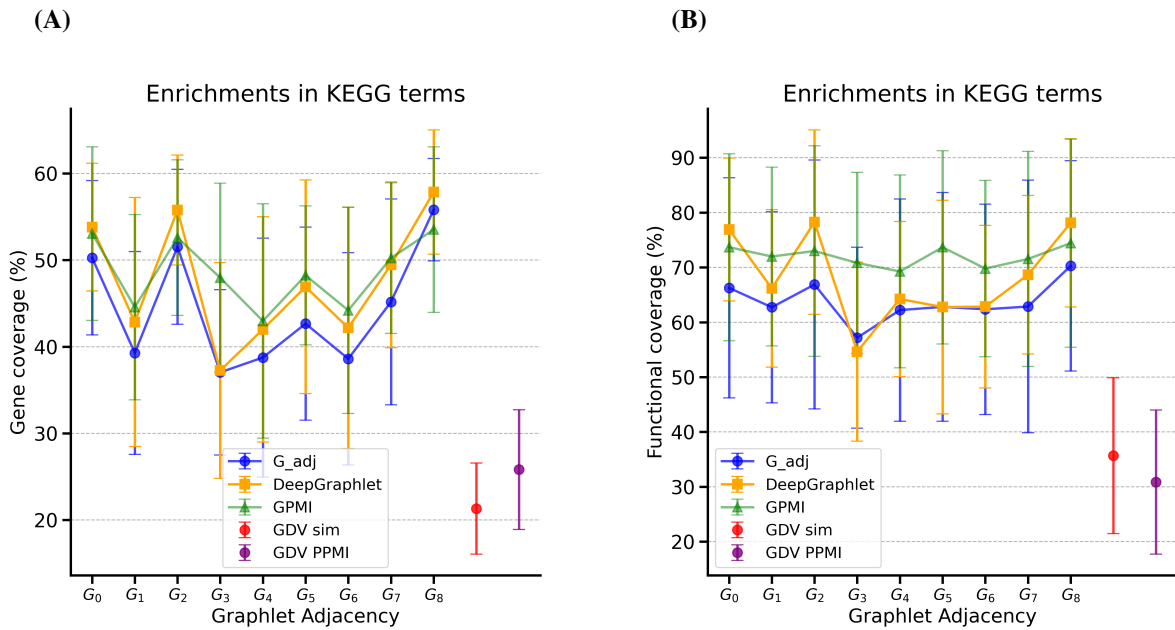 (A)
(B)
Enrichments in KEGG terms
Gene coverage (%)
60
50
40
30
20
G_adj
DeepGraphlet
GPMI
GDV sim
GDV PPMI
G0 G1 G2 G3 G4 G5 G6 G7 G8
Graphlet Adjacency
Enrichments in KEGG terms
Functional coverage (%)
90
80
70
60
50
40
30
20
G_adj
DeepGraphlet
GPMI
GDV sim
GDV PPMI
G0 G1 G2 G3 G4 G5 G6 G7 G8
Graphlet Adjacency